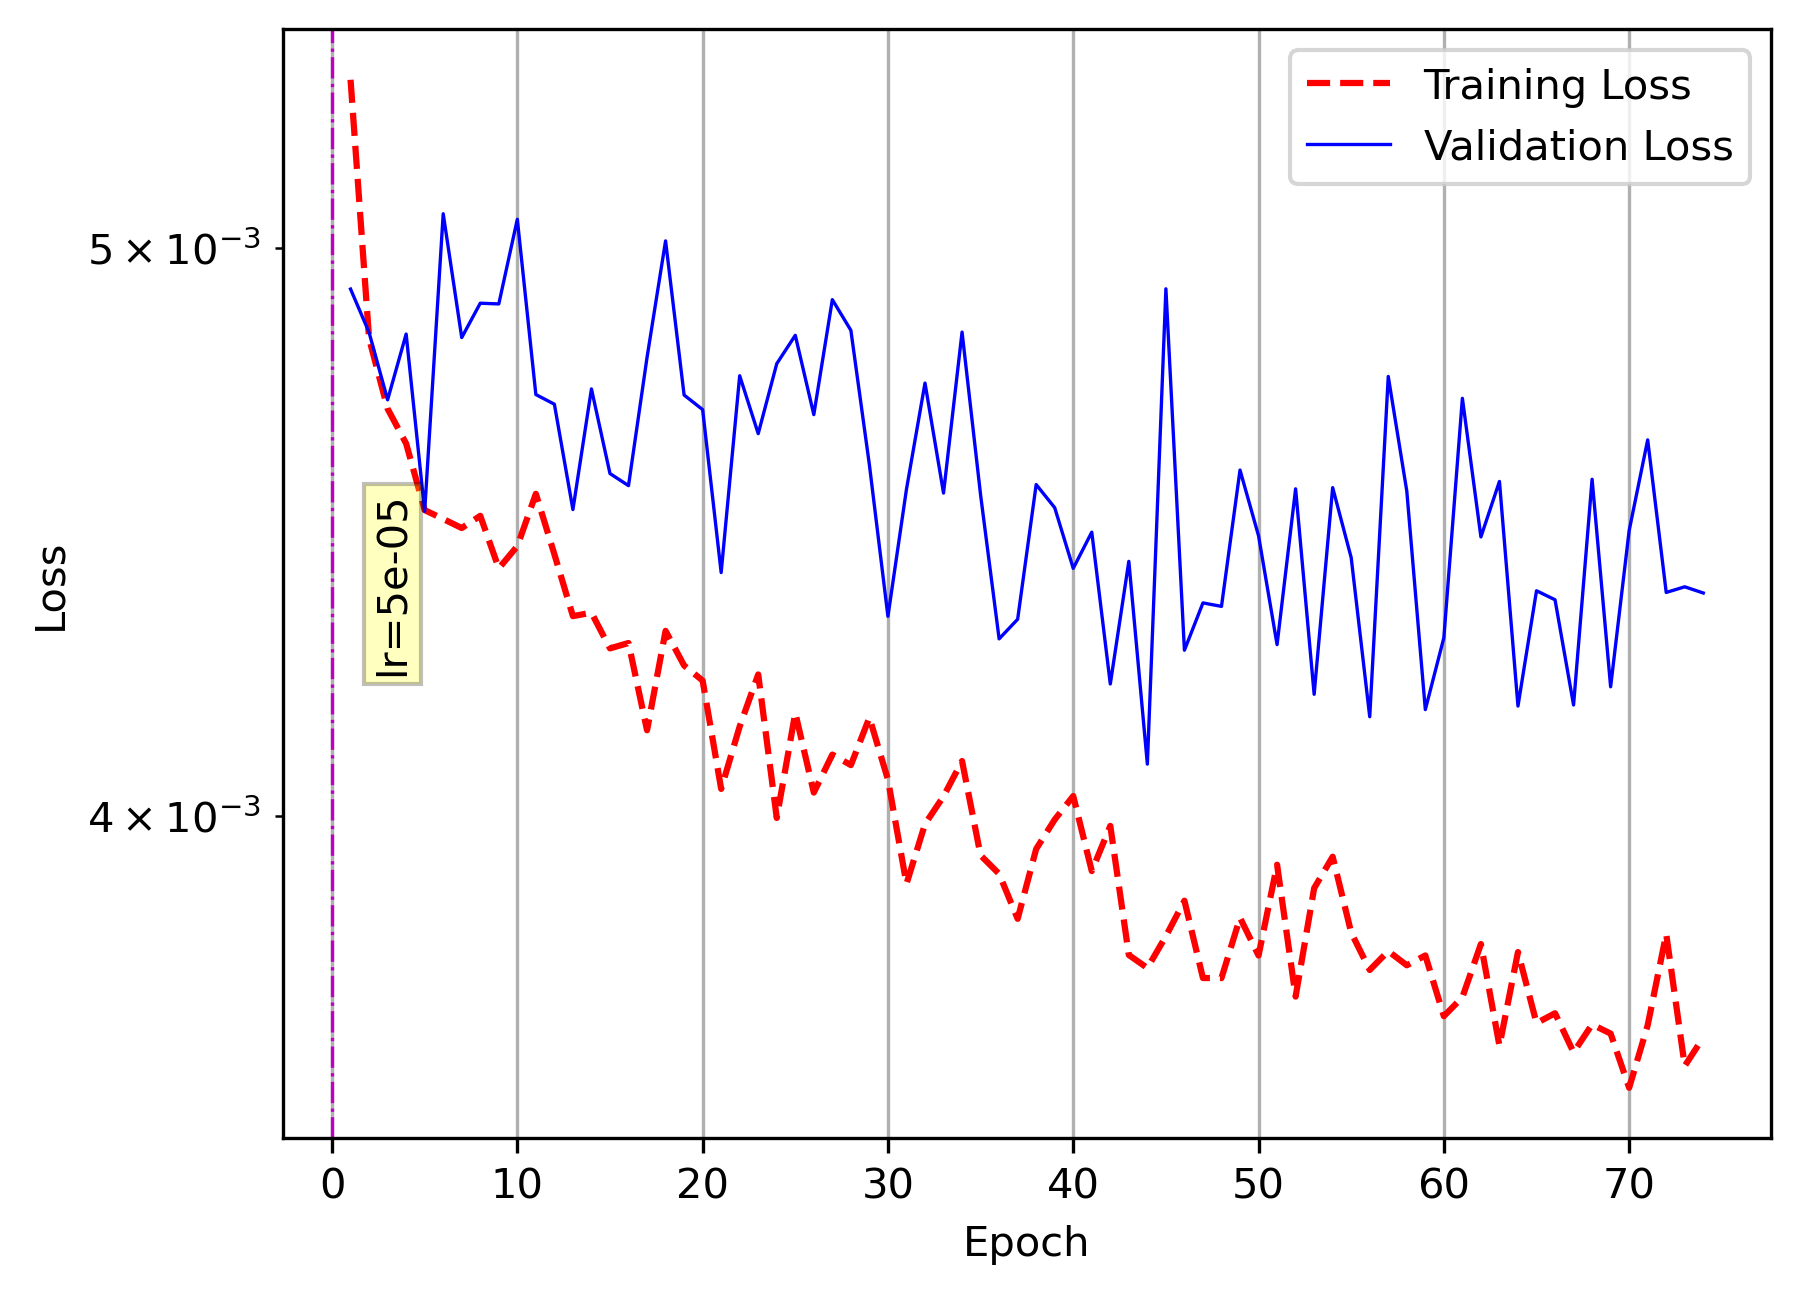 Training Loss
Validation Loss
5 × 10⁻³
4 × 10⁻³
Loss
lr=5e-05
0 10 20 30 40 50 60 70
Epoch